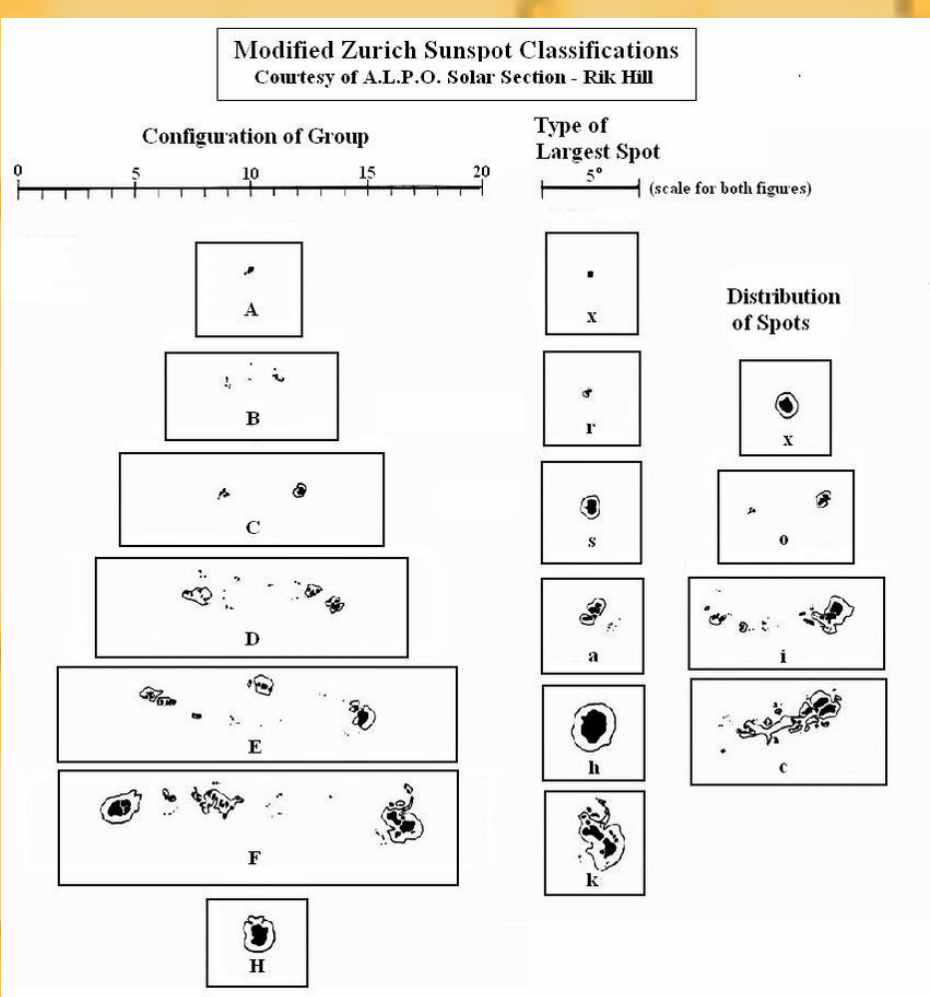 Modified Zurich Sunspot Classifications
Courtesy of A.L.P.O. Solar Section - Rik Hill
Configuration of Group
0 5 10 15 20
A
B
C
D
E
F
H
Type of
Largest Spot
5°
(scale for both figures)
x
r
s
a
h
k
Distribution
of Spots
x
o
i
c